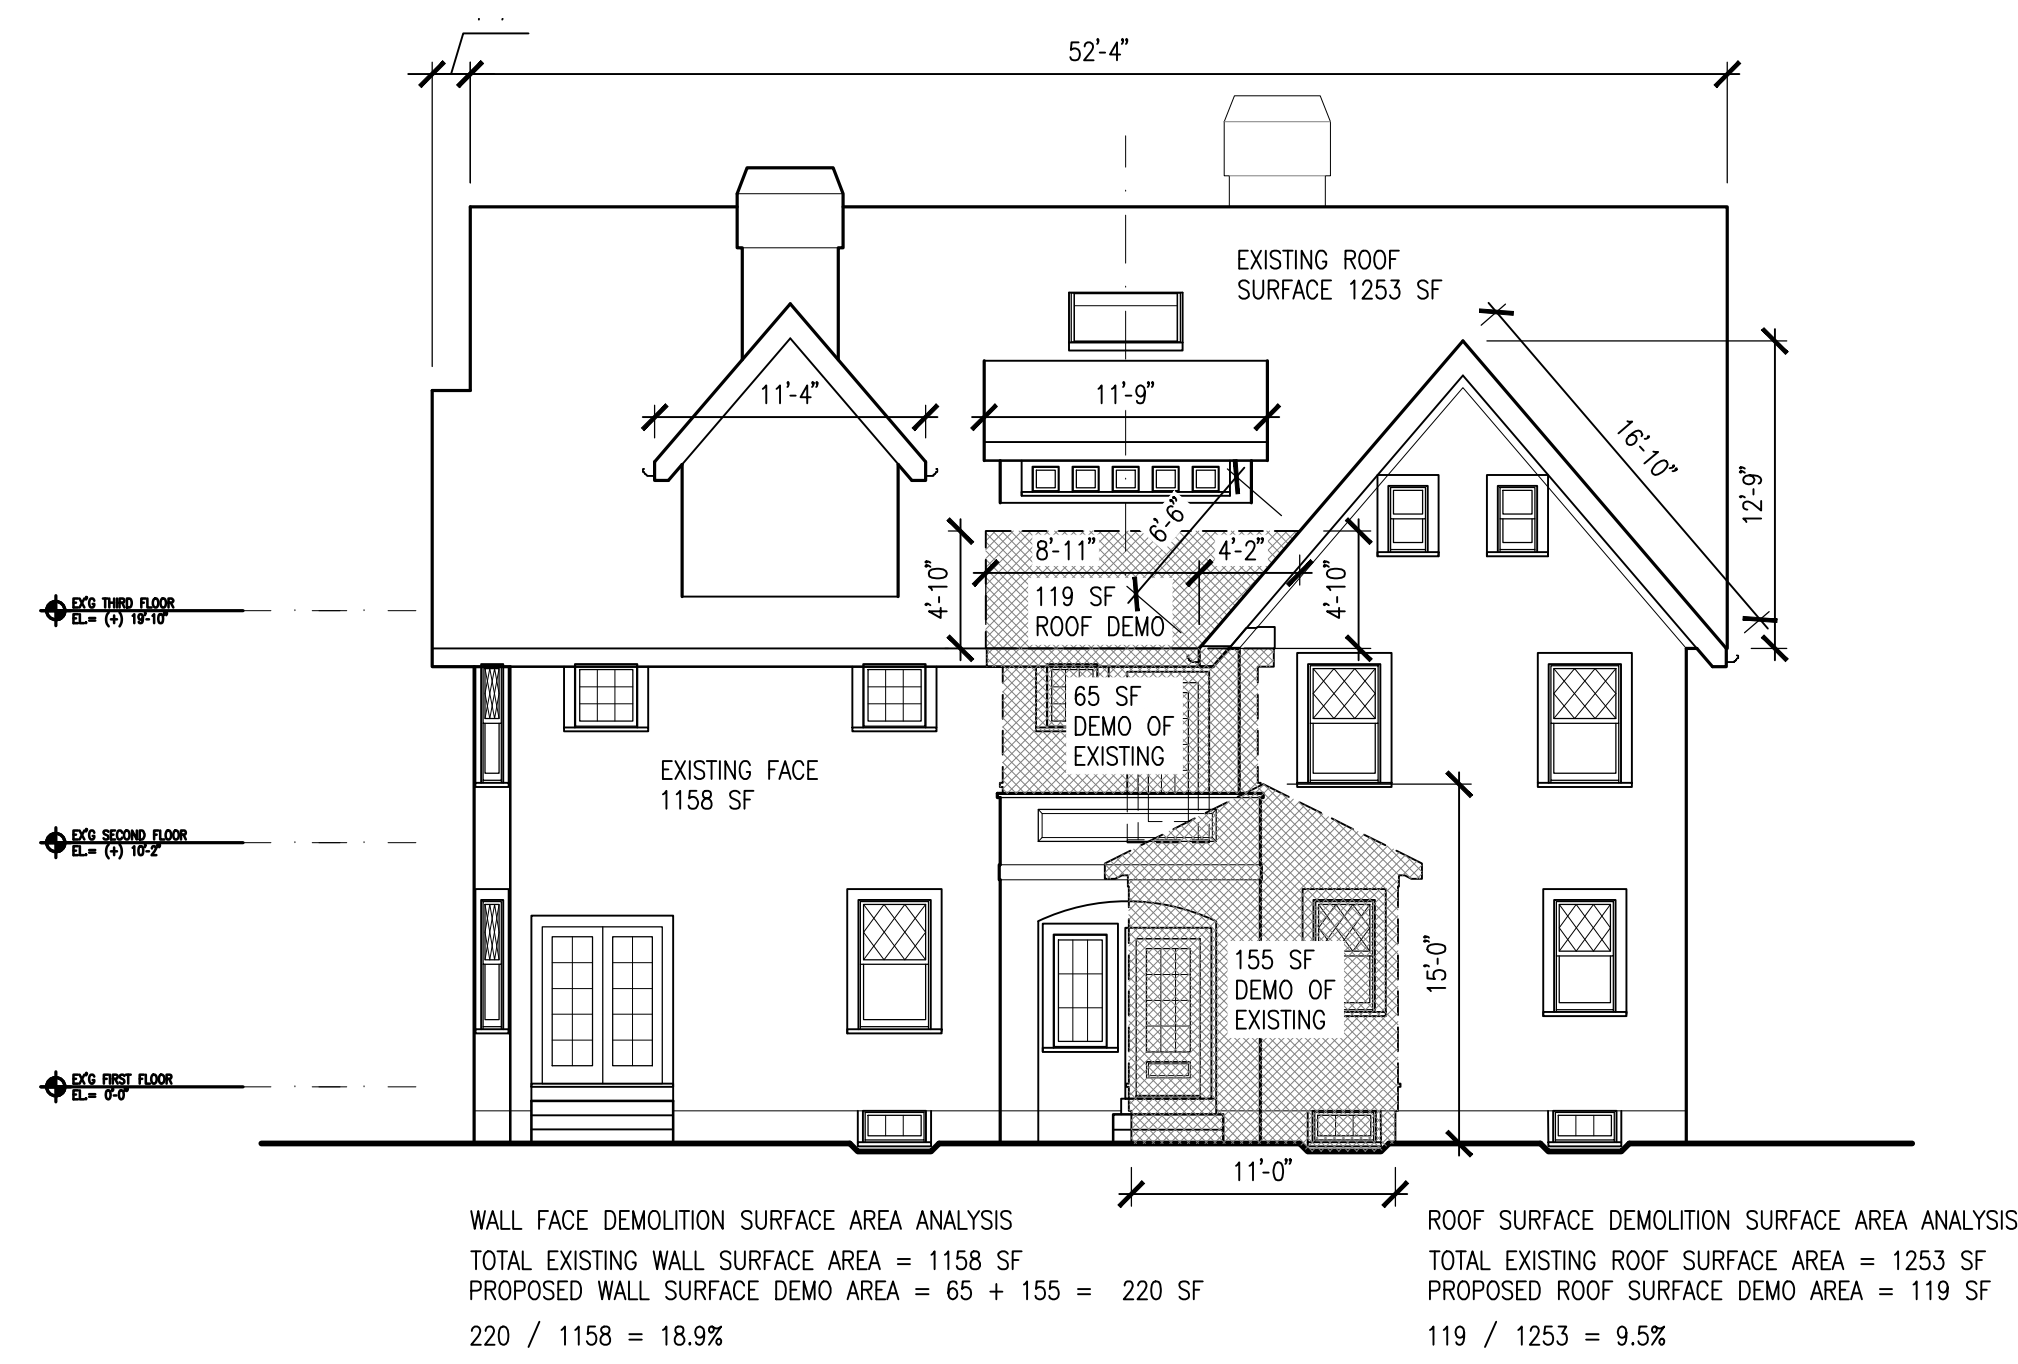 52'-4"
EXISTING ROOF
SURFACE 1253 SF
11'-4"
11'-9"
16'-10"
12'-9"
6'-6"
8'-11"
4'-2"
4'-10"
4'-10"
119 SF
ROOF DEMO
EX'G THIRD FLOOR
EL.= (+) 19'-10"
65 SF
DEMO OF
EXISTING
EXISTING FACE
1158 SF
EX'G SECOND FLOOR
EL.= (+) 10'-2"
155 SF
DEMO OF
EXISTING
15'-0"
EX'G FIRST FLOOR
EL.= 0'-0"
11'-0"
WALL FACE DEMOLITION SURFACE AREA ANALYSIS
TOTAL EXISTING WALL SURFACE AREA = 1158 SF
PROPOSED WALL SURFACE DEMO AREA = 65 + 155 = 220 SF
220 / 1158 = 18.9%
ROOF SURFACE DEMOLITION SURFACE AREA ANALYSIS
TOTAL EXISTING ROOF SURFACE AREA = 1253 SF
PROPOSED ROOF SURFACE DEMO AREA = 119 SF
119 / 1253 = 9.5%